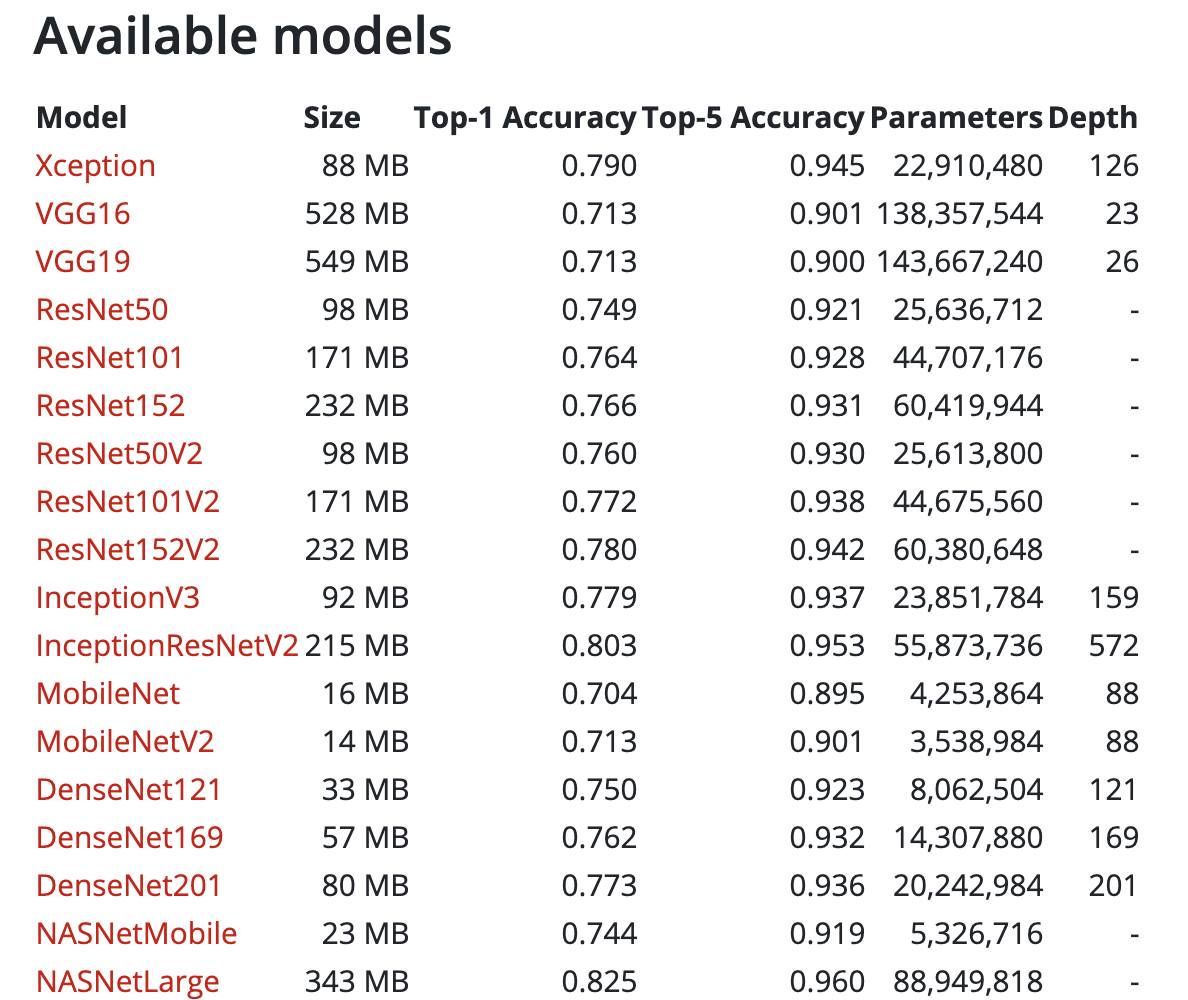 Available models
Model Size Top-1 Accuracy Top-5 Accuracy Parameters Depth
Xception 88 MB 0.790 0.945 22,910,480 126
VGG16 528 MB 0.713 0.901 138,357,544 23
VGG19 549 MB 0.713 0.900 143,667,240 26
ResNet50 98 MB 0.749 0.921 25,636,712 -
ResNet101 171 MB 0.764 0.928 44,707,176 -
ResNet152 232 MB 0.766 0.931 60,419,944 -
ResNet50V2 98 MB 0.760 0.930 25,613,800 -
ResNet101V2 171 MB 0.772 0.938 44,675,560 -
ResNet152V2 232 MB 0.780 0.942 60,380,648 -
InceptionV3 92 MB 0.779 0.937 23,851,784 159
InceptionResNetV2 215 MB 0.803 0.953 55,873,736 572
MobileNet 16 MB 0.704 0.895 4,253,864 88
MobileNetV2 14 MB 0.713 0.901 3,538,984 88
DenseNet121 33 MB 0.750 0.923 8,062,504 121
DenseNet169 57 MB 0.762 0.932 14,307,880 169
DenseNet201 80 MB 0.773 0.936 20,242,984 201
NASNetMobile 23 MB 0.744 0.919 5,326,716 -
NASNetLarge 343 MB 0.825 0.960 88,949,818 -